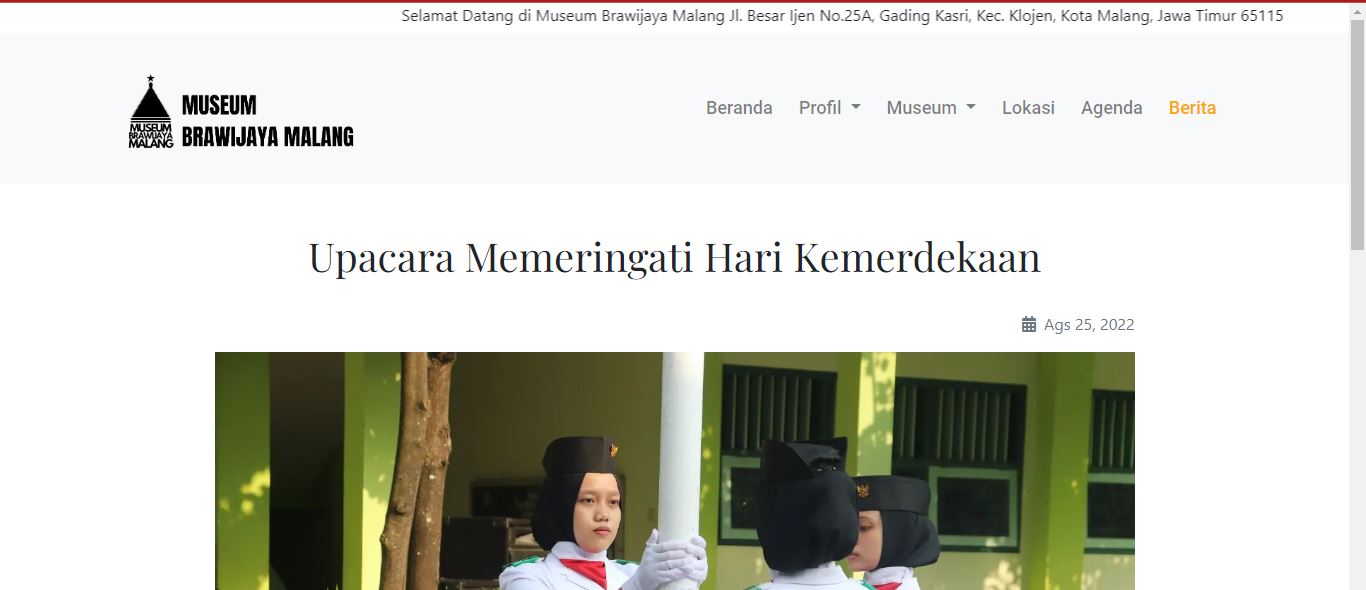 Selamat Datang di Museum Brawijaya Malang Jl. Besar Ijen No.25A, Gading Kasri, Kec. Klojen, Kota Malang, Jawa Timur 65115
MUSEUM
BRAWIJAYA
MALANG
MUSEUM
BRAWIJAYA MALANG
Beranda Profil Museum Lokasi Agenda Berita
Upacara Memeringati Hari Kemerdekaan
Ags 25, 2022